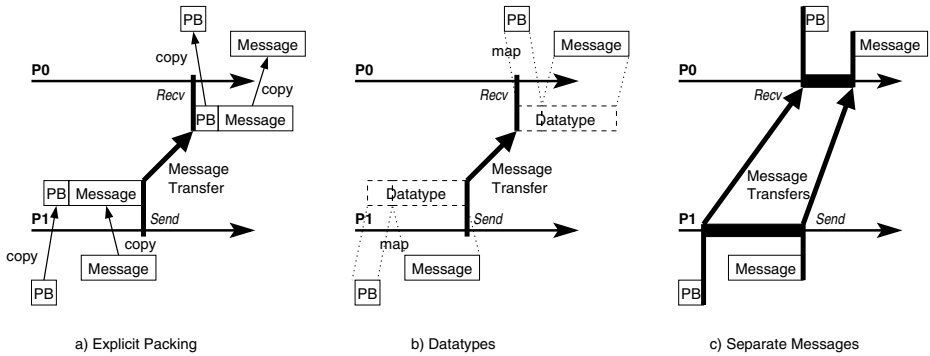 PB
Message
copy
P0
copy
Recv
PB Message
Message
Transfer
PB Message
P1
Send
copy
copy
Message
PB
a) Explicit Packing
PB
Message
map
P0
Recv
Datatype
Message
Transfer
Datatype
P1
Send
map
Message
PB
b) Datatypes
PB
Message
P0
Recv
Message
Transfers
P1
Send
Message
PB
c) Separate Messages